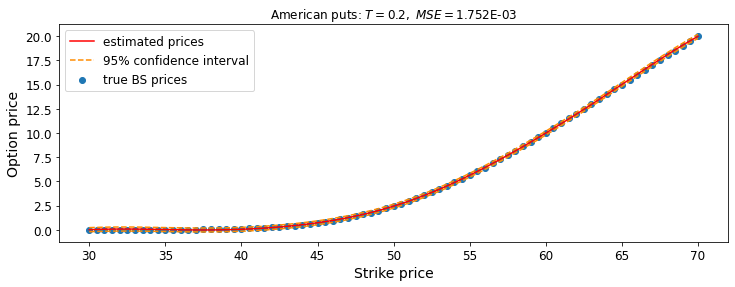 American puts: T = 0.2, MSE = 1.752E-03
estimated prices
95% confidence interval
true BS prices
Option price
20.0
17.5
15.0
12.5
10.0
7.5
5.0
2.5
0.0
30 35 40 45 50 55 60 65 70
Strike price